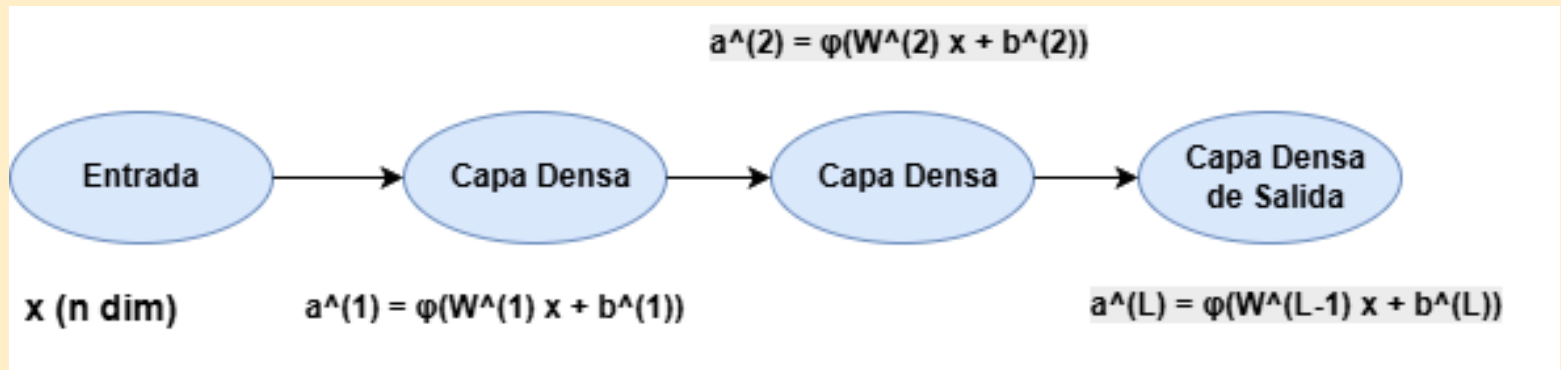 a^(2) = φ(W^(2) x + b^(2))
Entrada
Capa Densa
Capa Densa
Capa Densa
de Salida
x (n dim)
a^(1) = φ(W^(1) x + b^(1))
a^(L) = φ(W^(L-1) x + b^(L))